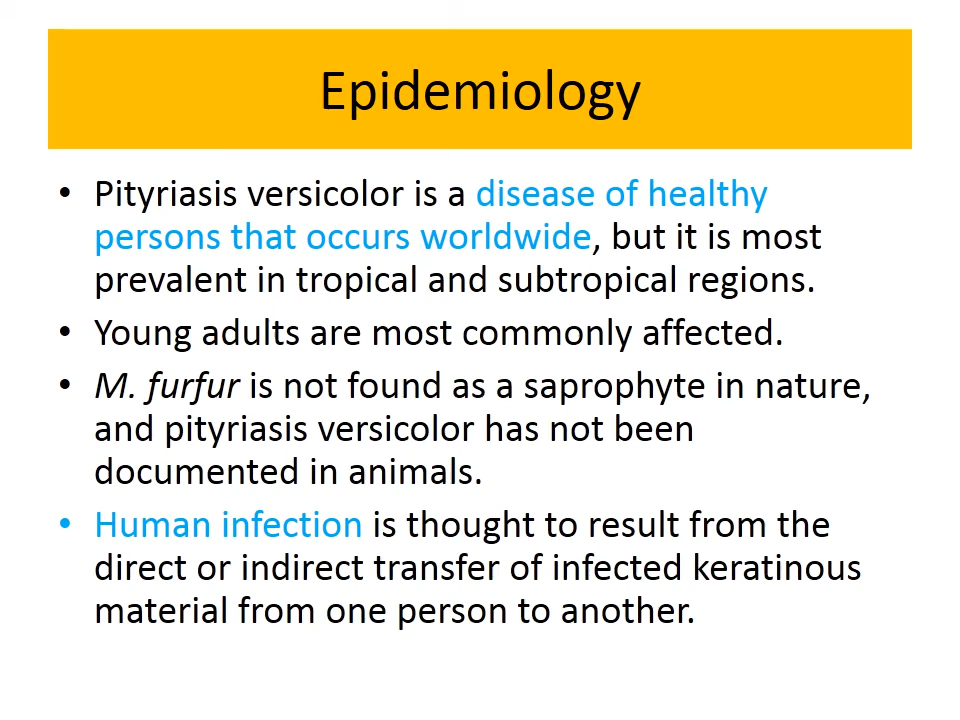 Epidemiology
• Pityriasis versicolor is a disease of healthy
persons that occurs worldwide, but it is most
prevalent in tropical and subtropical regions.
• Young adults are most commonly affected.
• M. furfur is not found as a saprophyte in nature,
and pityriasis versicolor has not been
documented in animals.
• Human infection is thought to result from the
direct or indirect transfer of infected keratinous
material from one person to another.